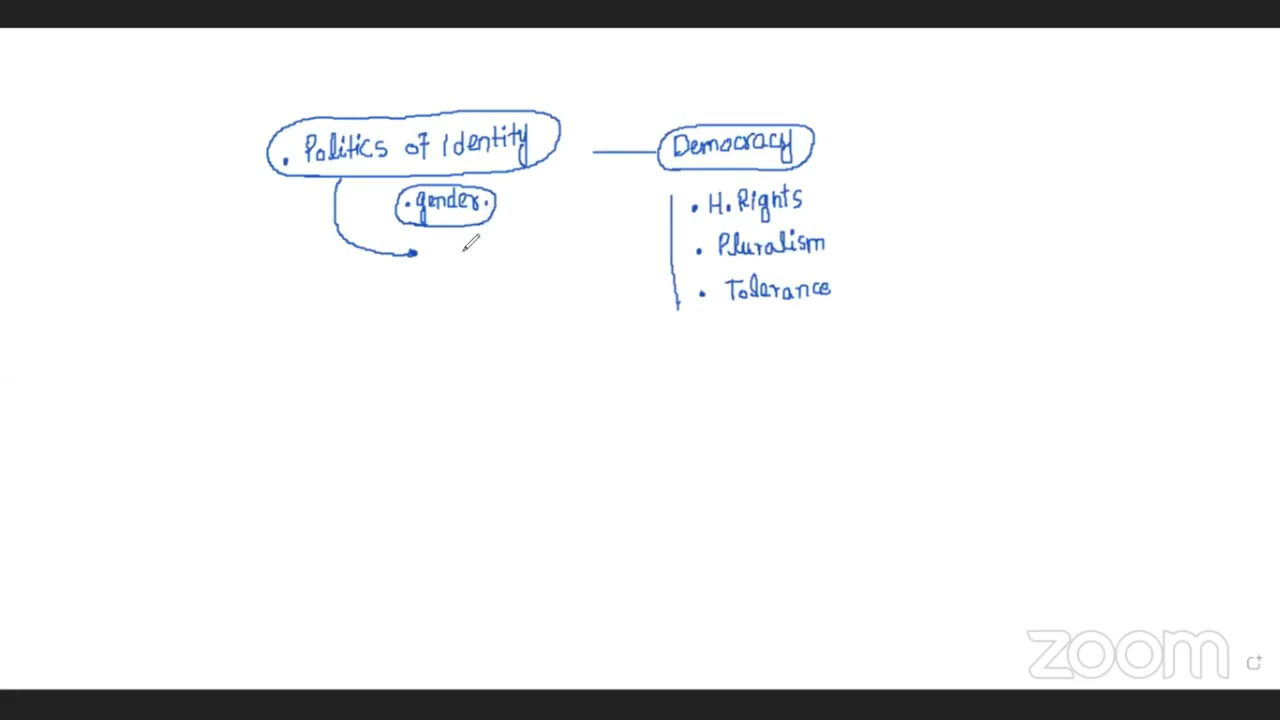 . Politics of Identity
Democracy
. gender .
. H. Rights
. Pluralism
. Tolerance
zoom